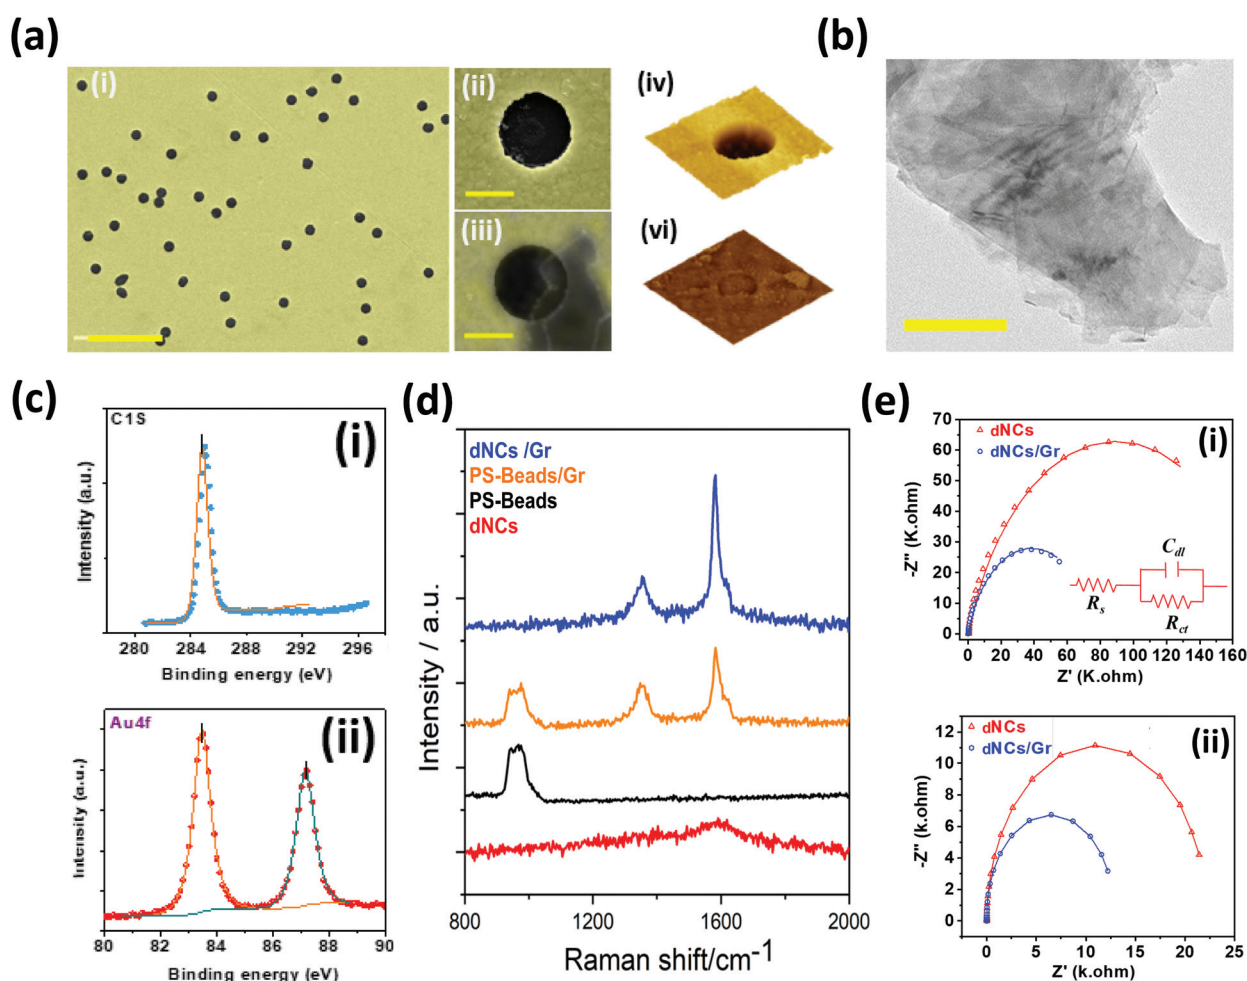 (a)
(i)
(ii)
(iii)
(iv)
(vi)
(b)
(c)
C1S
(i)
Intensity (a.u.)
280 284 288 292 296
Binding energy (eV)
Au4f
(ii)
Intensity (a.u.)
80 82 84 86 88 90
Binding energy (eV)
(d)
dNCs /Gr
PS-Beads/Gr
PS-Beads
dNCs
Intensity / a.u.
800 1200 1600 2000
Raman shift/cm-1
(e)
(i)
dNCs
dNCs/Gr
-Z" (K.ohm)
70
60
50
40
30
20
10
0
Cdl
Rs
Rct
0 20 40 60 80 100 120 140 160
Z' (K.ohm)
(ii)
dNCs
dNCs/Gr
-Z" (k.ohm)
12
10
8
6
4
2
0
0 5 10 15 20 25
Z' (k.ohm)